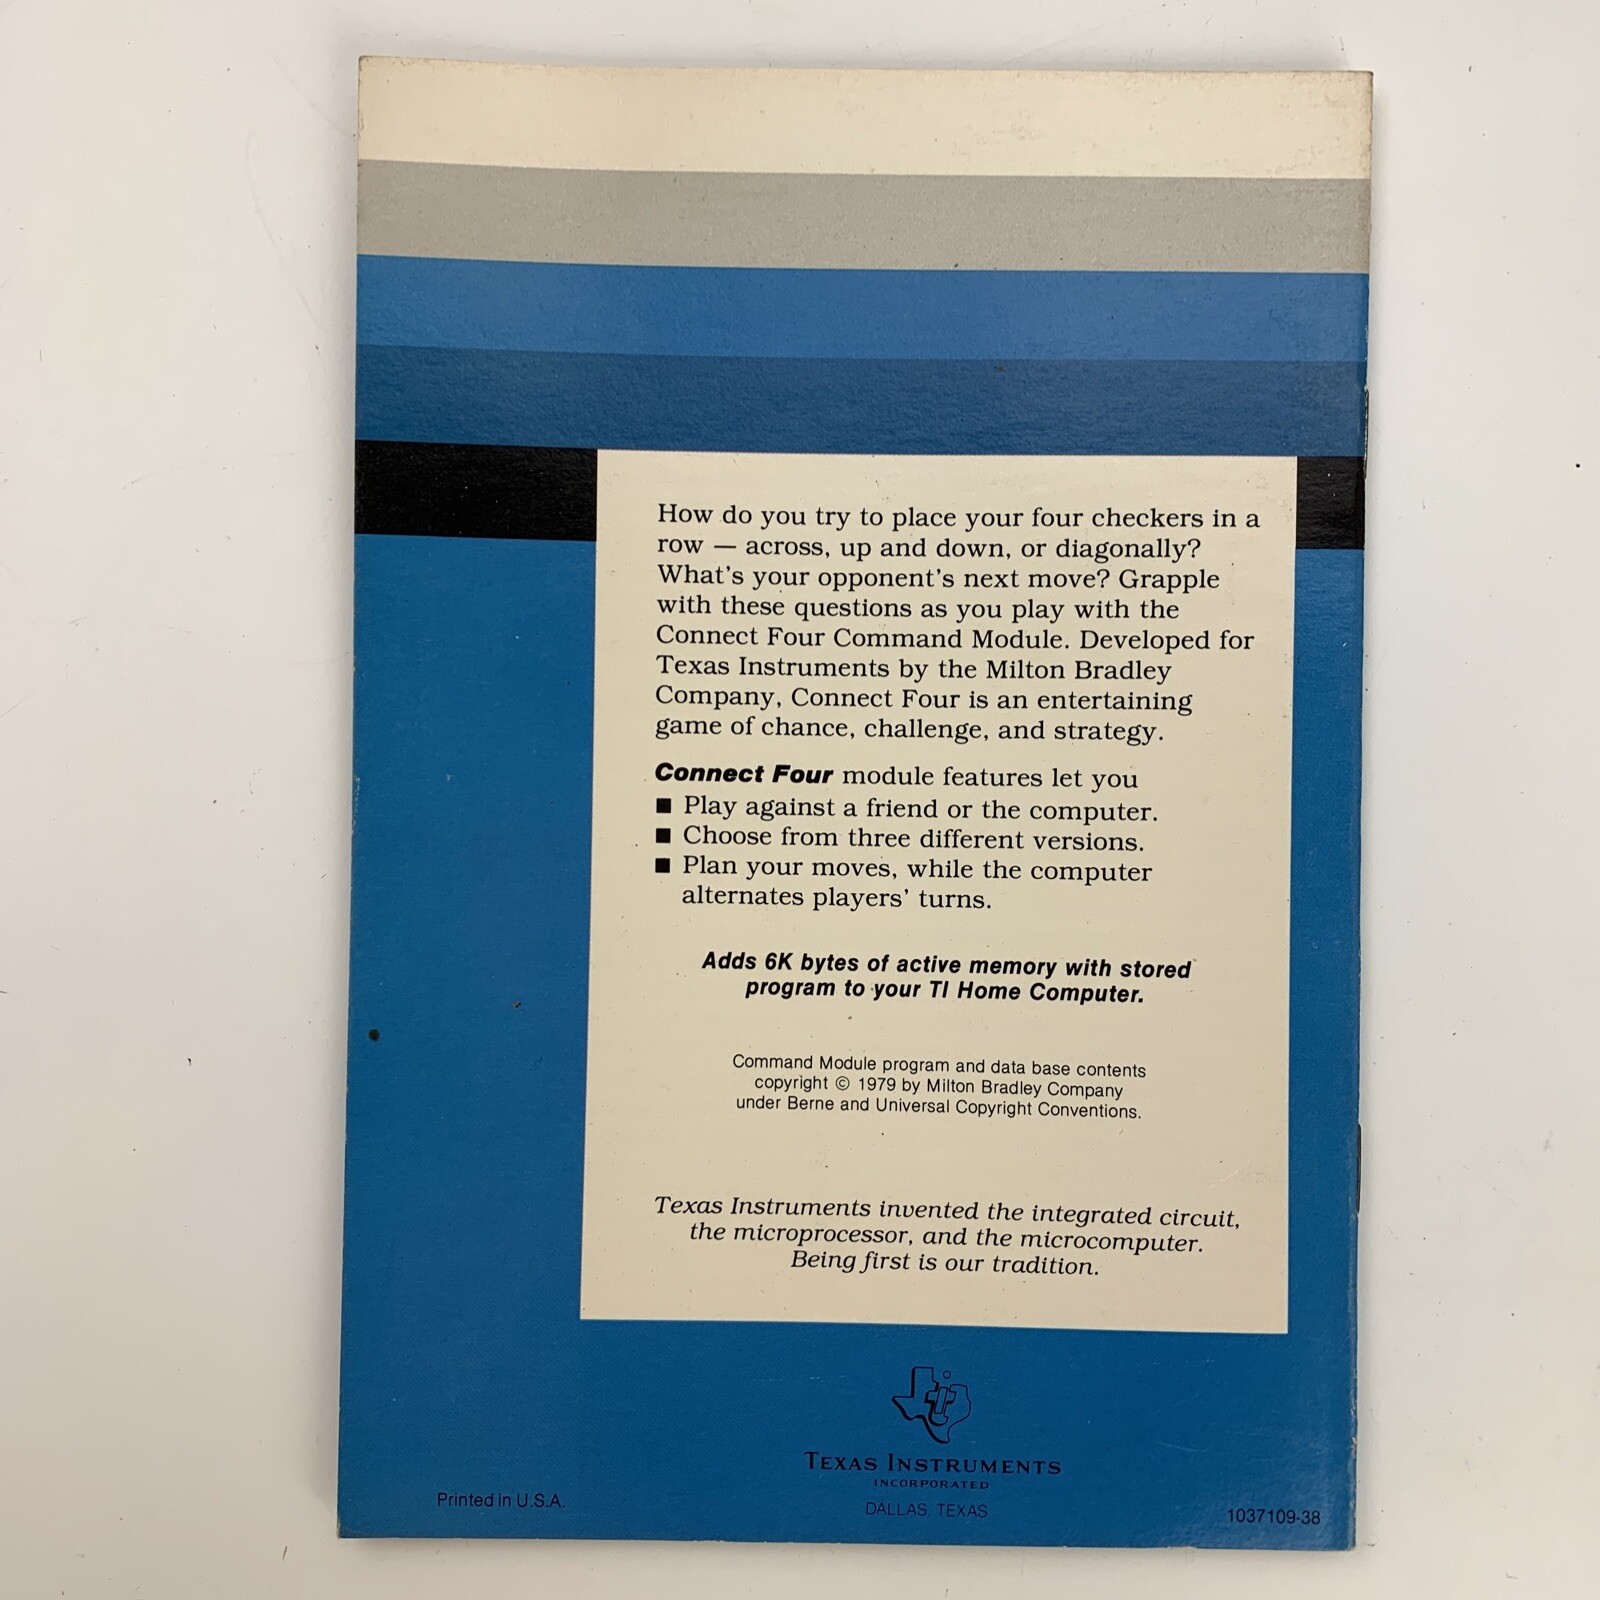 How do you try to place your four checkers in a
row — across, up and down, or diagonally?
What's your opponent's next move? Grapple
with these questions as you play with the
Connect Four Command Module. Developed for
Texas Instruments by the Milton Bradley
Company, Connect Four is an entertaining
game of chance, challenge, and strategy.
Connect Four module features let you
■ Play against a friend or the computer.
■ Choose from three different versions.
■ Plan your moves, while the computer
alternates players' turns.
Adds 6K bytes of active memory with stored
program to your TI Home Computer.
Command Module program and data base contents
copyright © 1979 by Milton Bradley Company
under Berne and Universal Copyright Conventions.
Texas Instruments invented the integrated circuit,
the microprocessor, and the microcomputer.
Being first is our tradition.
TEXAS INSTRUMENTS
INCORPORATED
DALLAS, TEXAS
Printed in U.S.A.
1037109-38